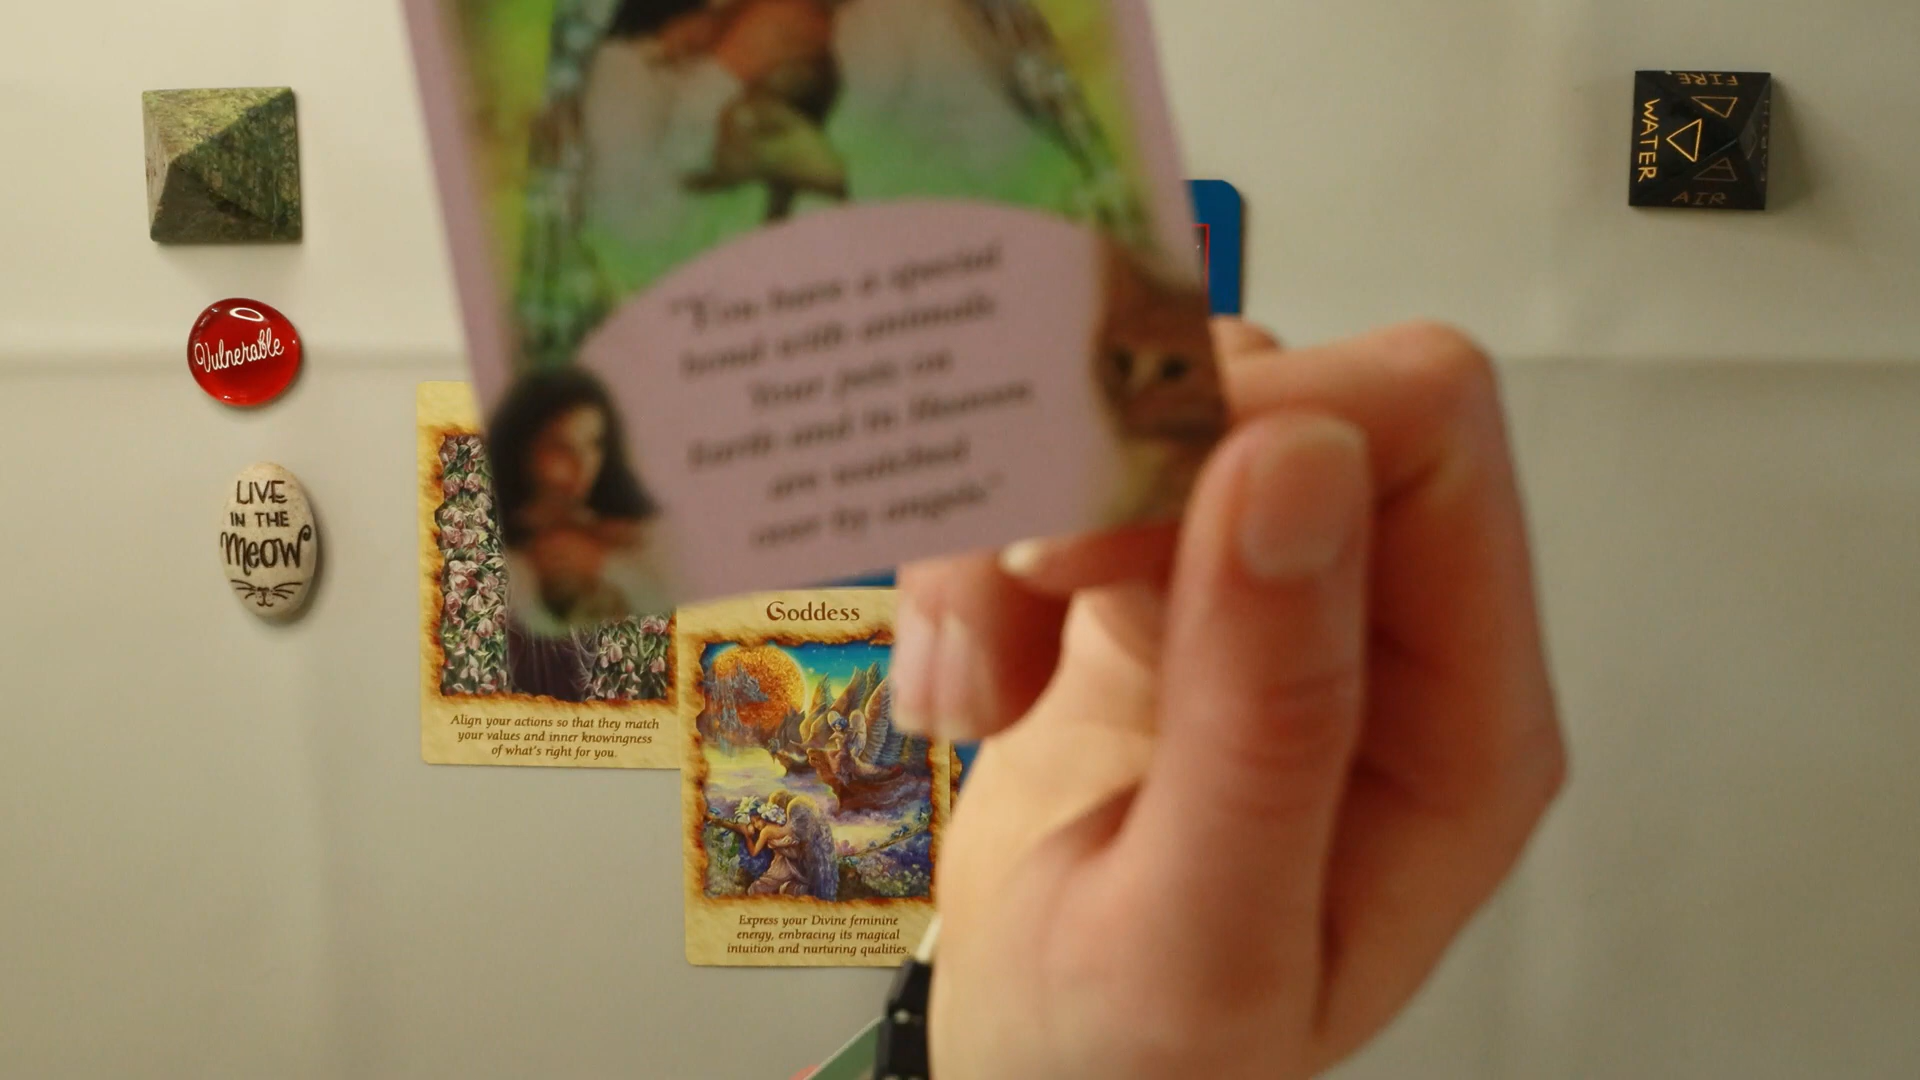 FIRE
WATER
AIR
Vulnerable
LIVE
IN THE
meow
"You have a special
bond with animals
Your pets on
Earth and in Heaven
are watched
over by angels."
Goddess
Align your actions so that they match
your values and inner knowingness
of what's right for you.
Express your Divine feminine
energy, embracing its magical
intuition and nurturing qualities.